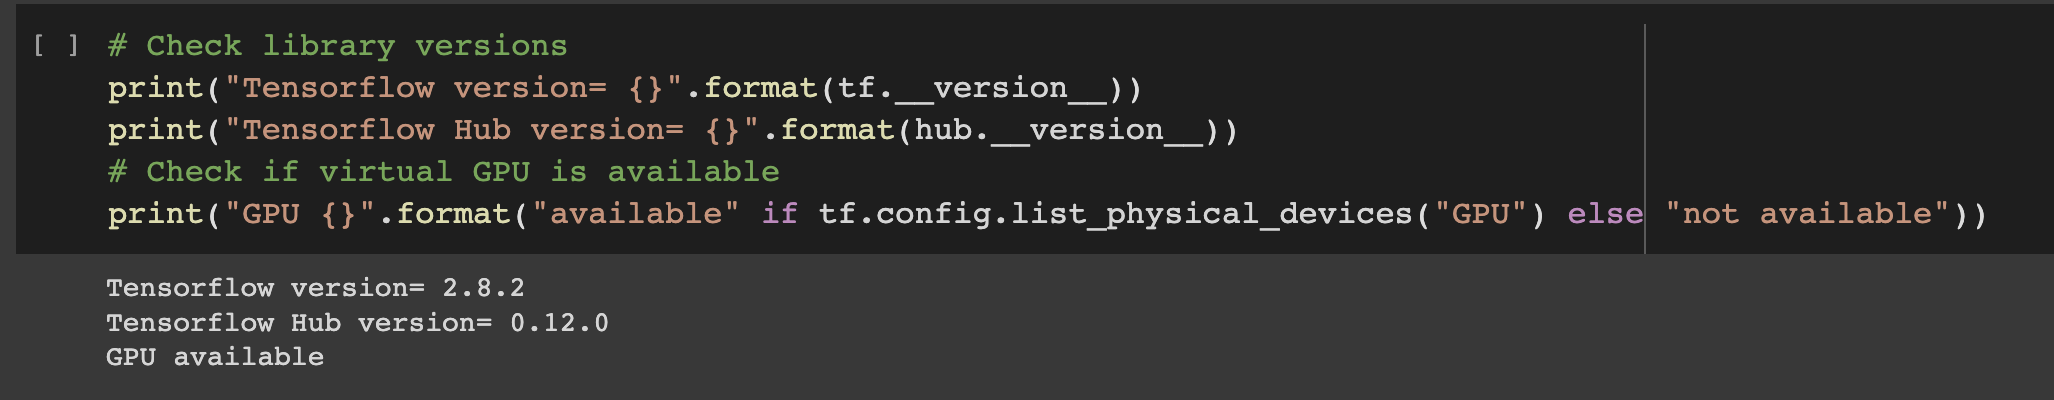 [ ] # Check library versions
print("Tensorflow version= {}".format(tf.__version__))
print("Tensorflow Hub version= {}".format(hub.__version__))
# Check if virtual GPU is available
print("GPU {}".format("available" if tf.config.list_physical_devices("GPU") else "not available"))
Tensorflow version= 2.8.2
Tensorflow Hub version= 0.12.0
GPU available